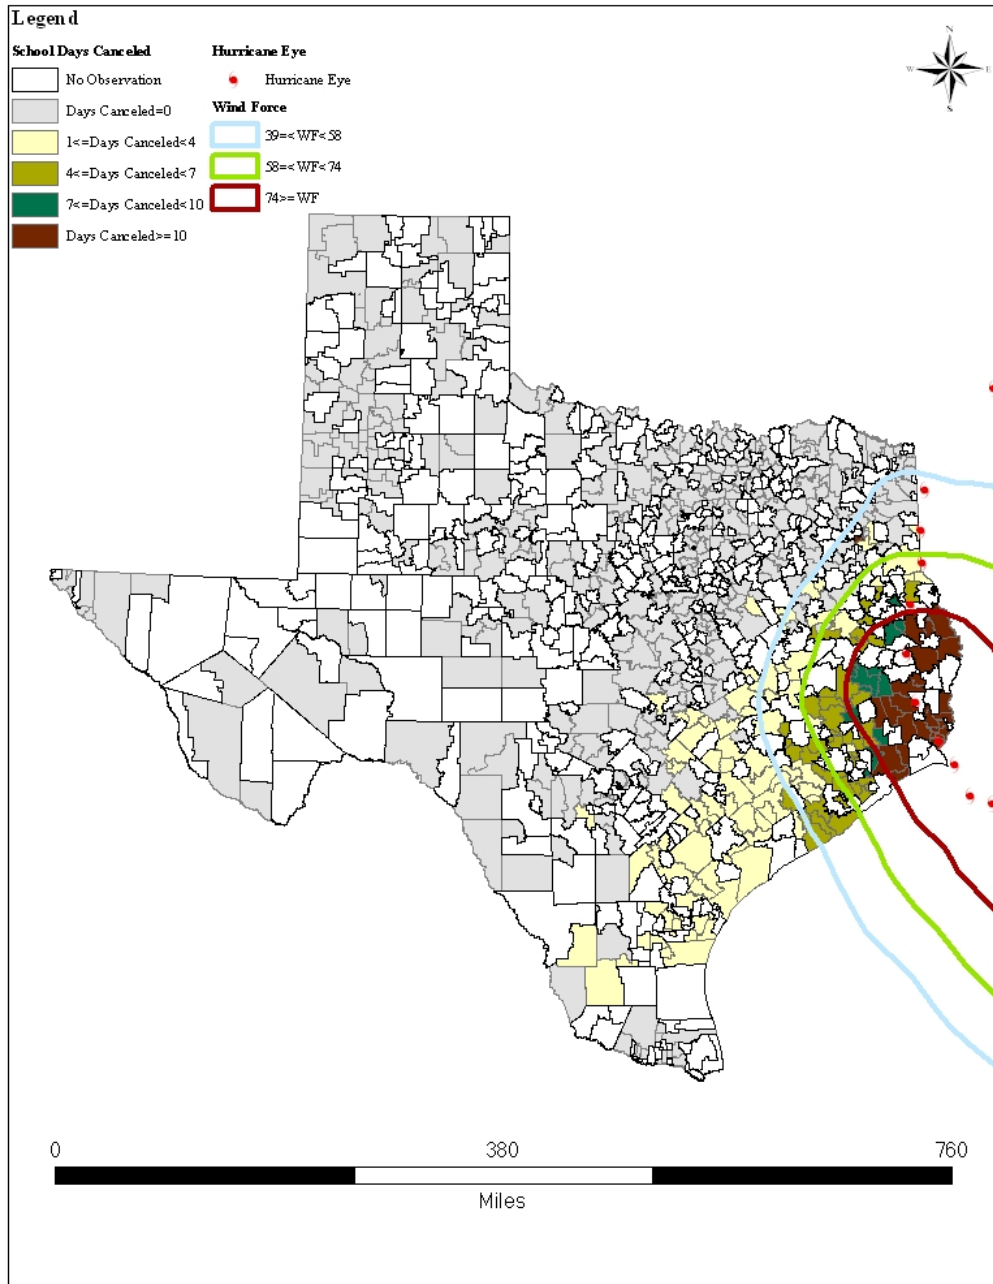 Legend
School Days Canceled
No Observation
Days Canceled=0
1<=Days Canceled<4
4<=Days Canceled<7
7<=Days Canceled<10
Days Canceled>=10
Hurricane Eye
Hurricane Eye
Wind Force
39=<WF<58
58=<WF<74
74>=WF
N
W
E
S
0
380
760
Miles